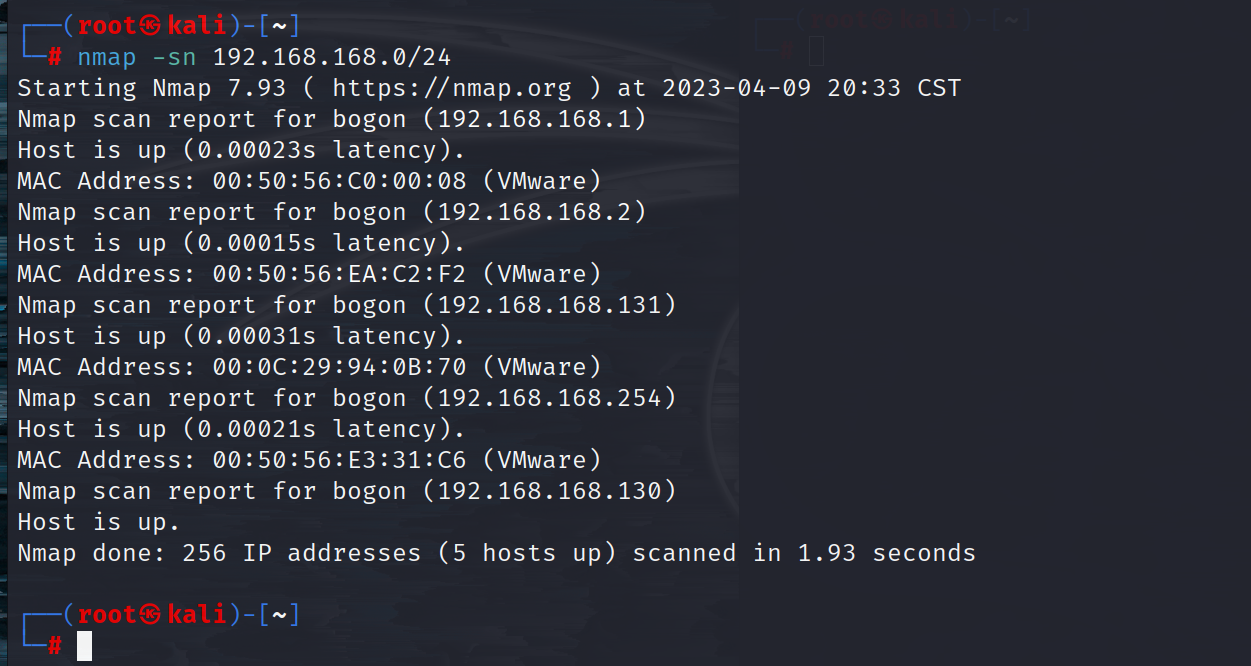 ┌──(root㉿kali)-[~]
└─# nmap -sn 192.168.168.0/24
Starting Nmap 7.93 ( https://nmap.org ) at 2023-04-09 20:33 CST
Nmap scan report for bogon (192.168.168.1)
Host is up (0.00023s latency).
MAC Address: 00:50:56:C0:00:08 (VMware)
Nmap scan report for bogon (192.168.168.2)
Host is up (0.00015s latency).
MAC Address: 00:50:56:EA:C2:F2 (VMware)
Nmap scan report for bogon (192.168.168.131)
Host is up (0.00031s latency).
MAC Address: 00:0C:29:94:0B:70 (VMware)
Nmap scan report for bogon (192.168.168.254)
Host is up (0.00021s latency).
MAC Address: 00:50:56:E3:31:C6 (VMware)
Nmap scan report for bogon (192.168.168.130)
Host is up.
Nmap done: 256 IP addresses (5 hosts up) scanned in 1.93 seconds
┌──(root㉿kali)-[~]
└─#